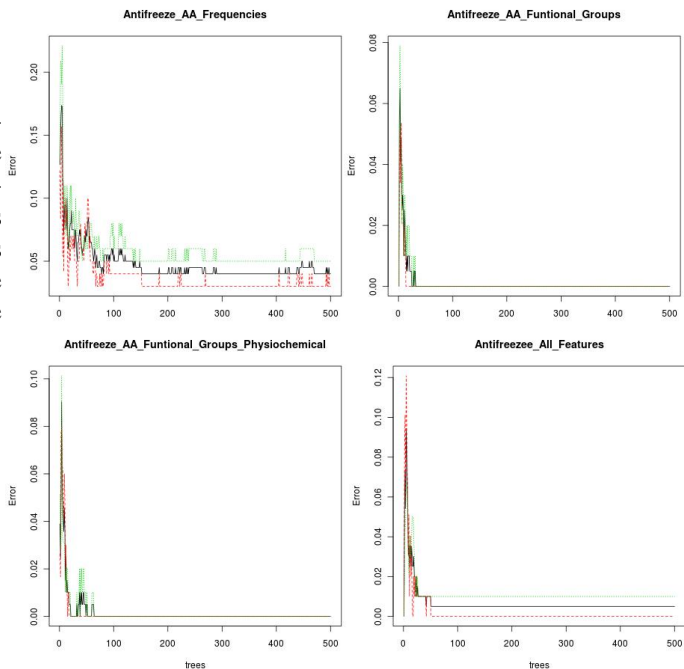 Antifreeze_AA_Frequencies
Error
0.20
0.15
0.10
0.05
0 100 200 300 400 500
Antifreeze_AA_Funtional_Groups
Error
0.08
0.06
0.04
0.02
0.00
0 100 200 300 400 500
Antifreeze_AA_Funtional_Groups_Physiochemical
Error
0.10
0.08
0.06
0.04
0.02
0.00
0 100 200 300 400 500
trees
Antifreezee_All_Features
Error
0.12
0.10
0.08
0.06
0.04
0.02
0.00
0 100 200 300 400 500
trees